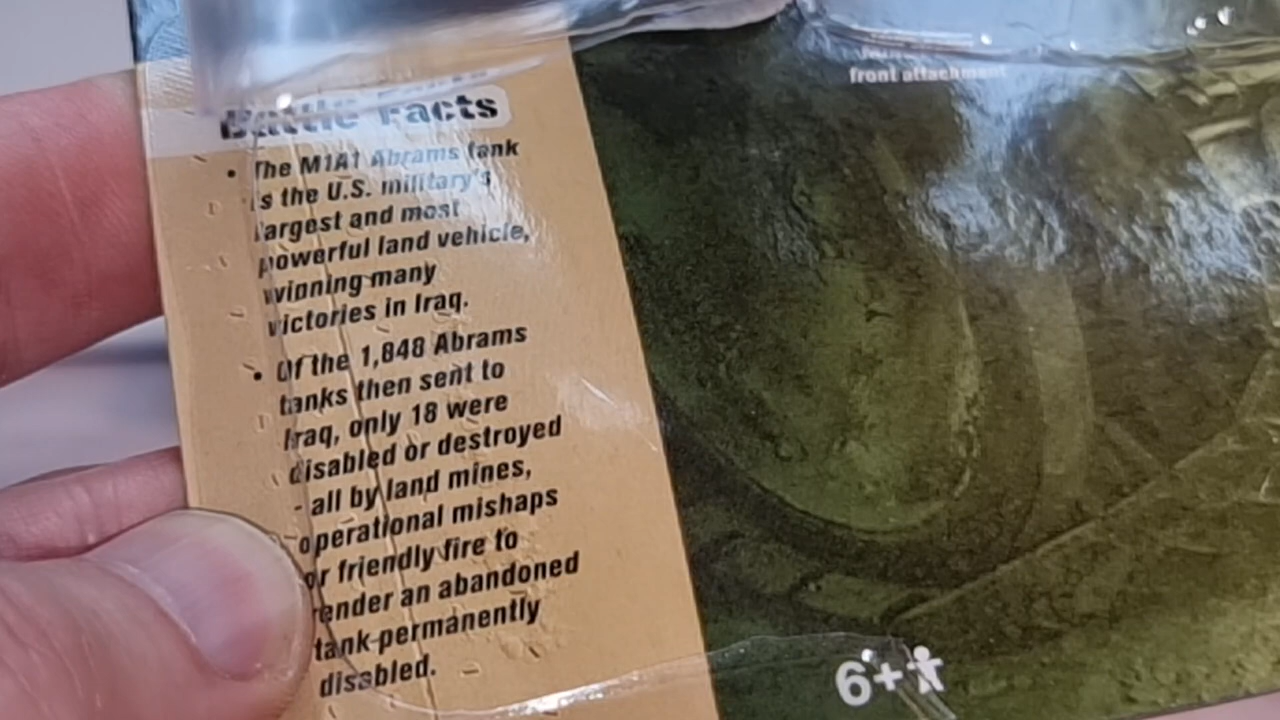 Battle Facts
• The M1A1 Abrams tank
is the U.S. military's
largest and most
powerful land vehicle,
winning many
victories in Iraq.
• Of the 1,848 Abrams
tanks then sent to
Iraq, only 18 were
disabled or destroyed
- all by land mines,
operational mishaps
or friendly fire to
render an abandoned
tank permanently
disabled.
front attachment
6+